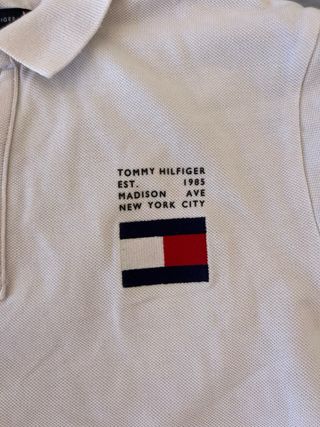 TOMMY HILFIGER
EST. 1985
MADISON AVE
NEW YORK CITY